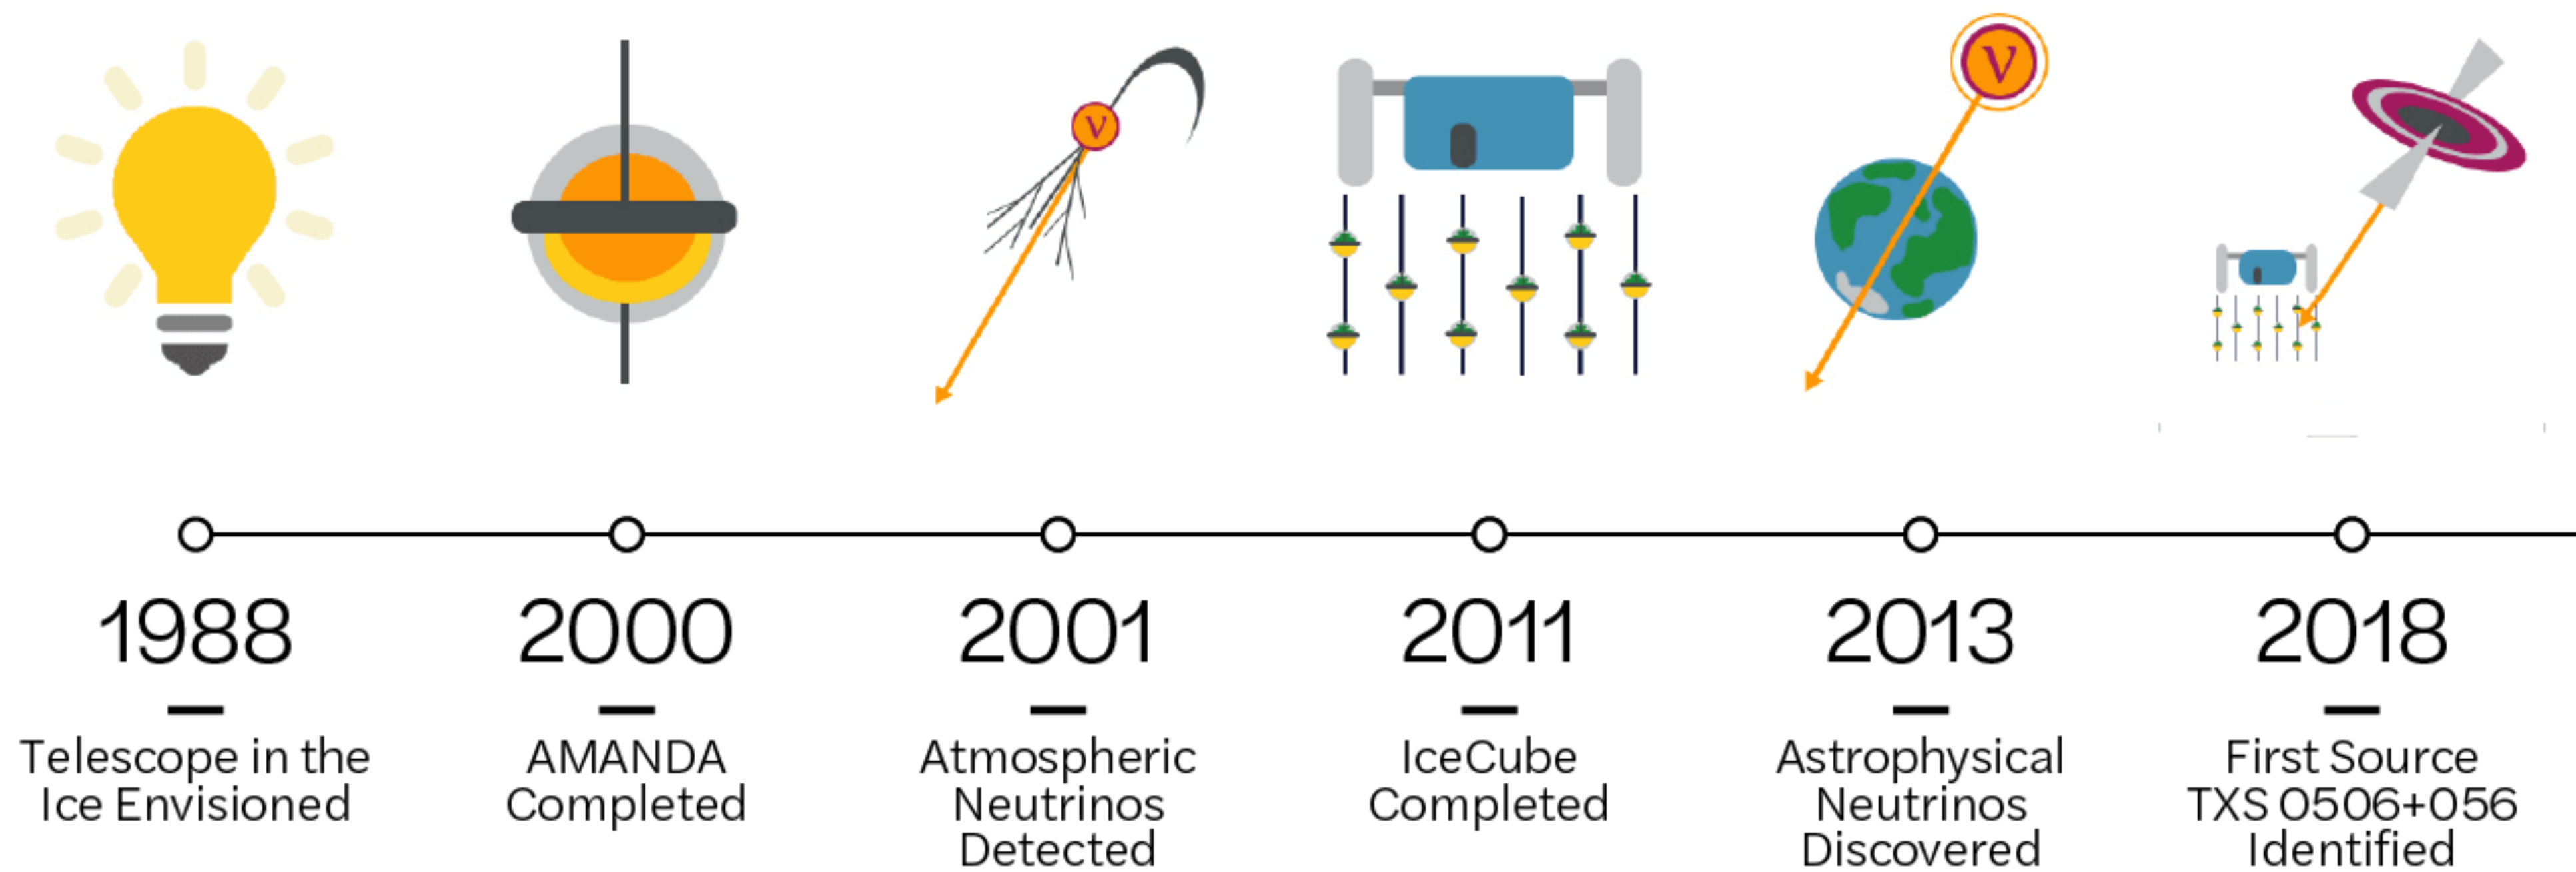 ν
ν
1988
2000
2001
2011
2013
2018
Telescope in the
Ice Envisioned
AMANDA
Completed
Atmospheric
Neutrinos
Detected
IceCube
Completed
Astrophysical
Neutrinos
Discovered
First Source
TXS 0506+056
Identified